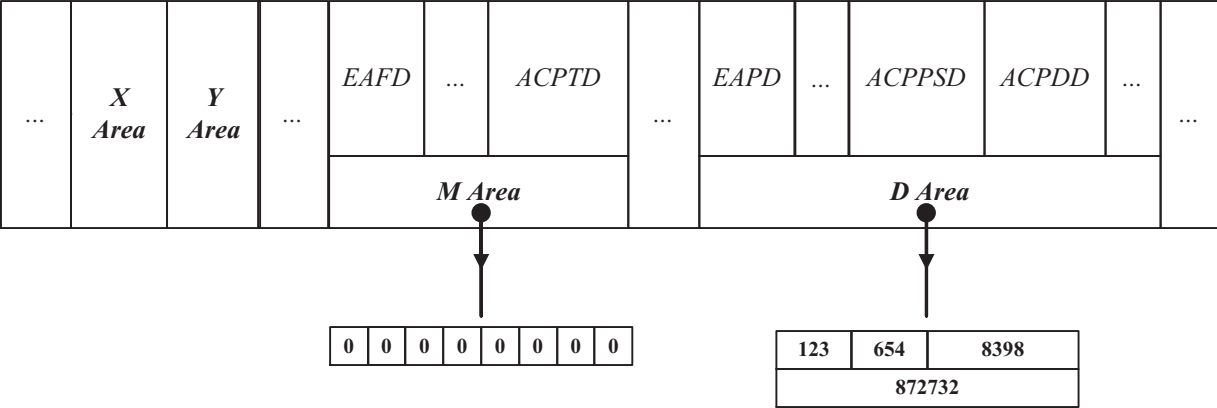 EAFD ... ACPTD EAPD ... ACPPSD ACPDD ...
... X Area Y Area ... ... ...
M Area D Area
0 0 0 0 0 0 0 0
123 654 8398
872732